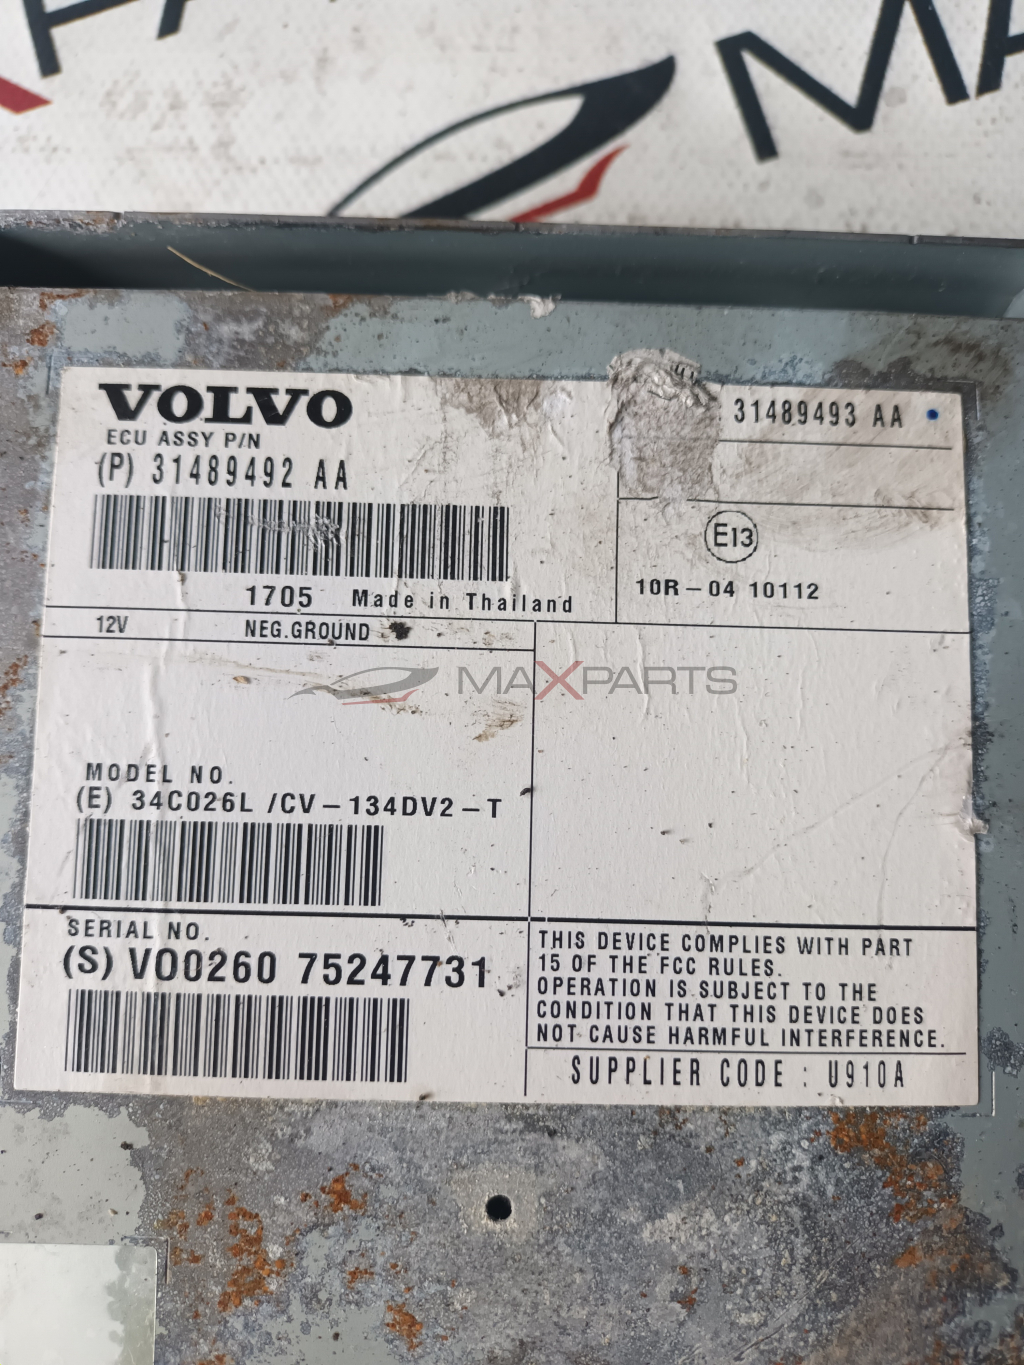 VOLVO
ECU ASSY P/N
(P) 31489492 AA
31489493 AA
E13
10R-04 10112
1705 Made in Thailand
12V NEG.GROUND
MAXPARTS
MODEL NO.
(E) 34C026L /CV-134DV2-T
SERIAL NO.
(S) VO0260 75247731
THIS DEVICE COMPLIES WITH PART
15 OF THE FCC RULES.
OPERATION IS SUBJECT TO THE
CONDITION THAT THIS DEVICE DOES
NOT CAUSE HARMFUL INTERFERENCE.
SUPPLIER CODE : U910A